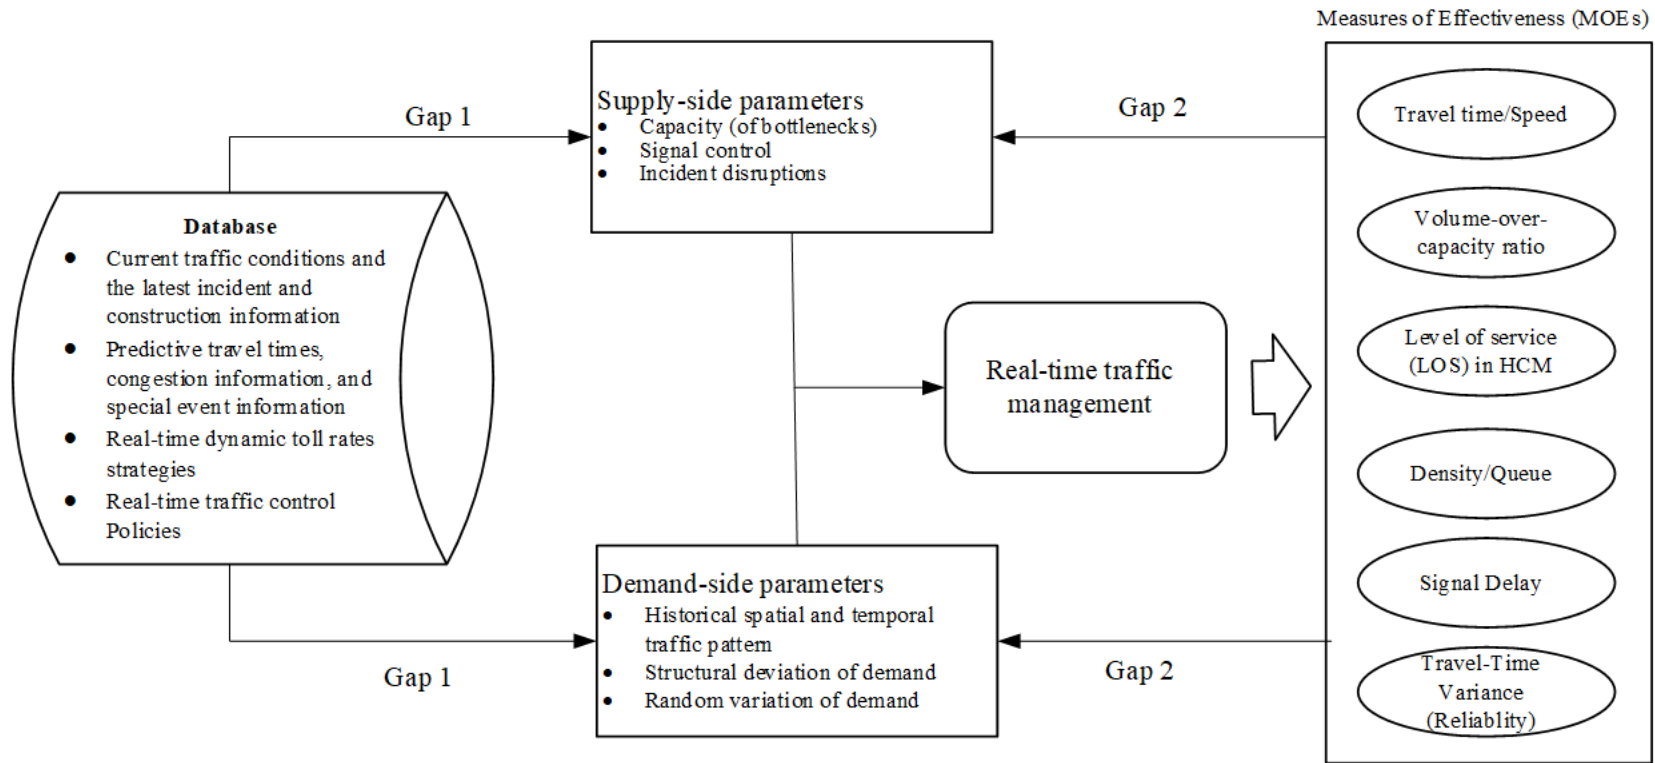 Measures of Effectiveness (MOEs)
Gap 1
Supply-side parameters
● Capacity (of bottlenecks)
● Signal control
● Incident disruptions
Gap 2
Database
● Current traffic conditions and
the latest incident and
construction information
● Predictive travel times,
congestion information, and
special event information
● Real-time dynamic toll rates
strategies
● Real-time traffic control
Policies
Real-time traffic
management
Gap 1
Demand-side parameters
● Historical spatial and temporal
traffic pattern
● Structural deviation of demand
● Random variation of demand
Gap 2
Travel time/Speed
Volume-over-
capacity ratio
Level of service
(LOS) in HCM
Density/Queue
Signal Delay
Travel-Time
Variance
(Reliablity)